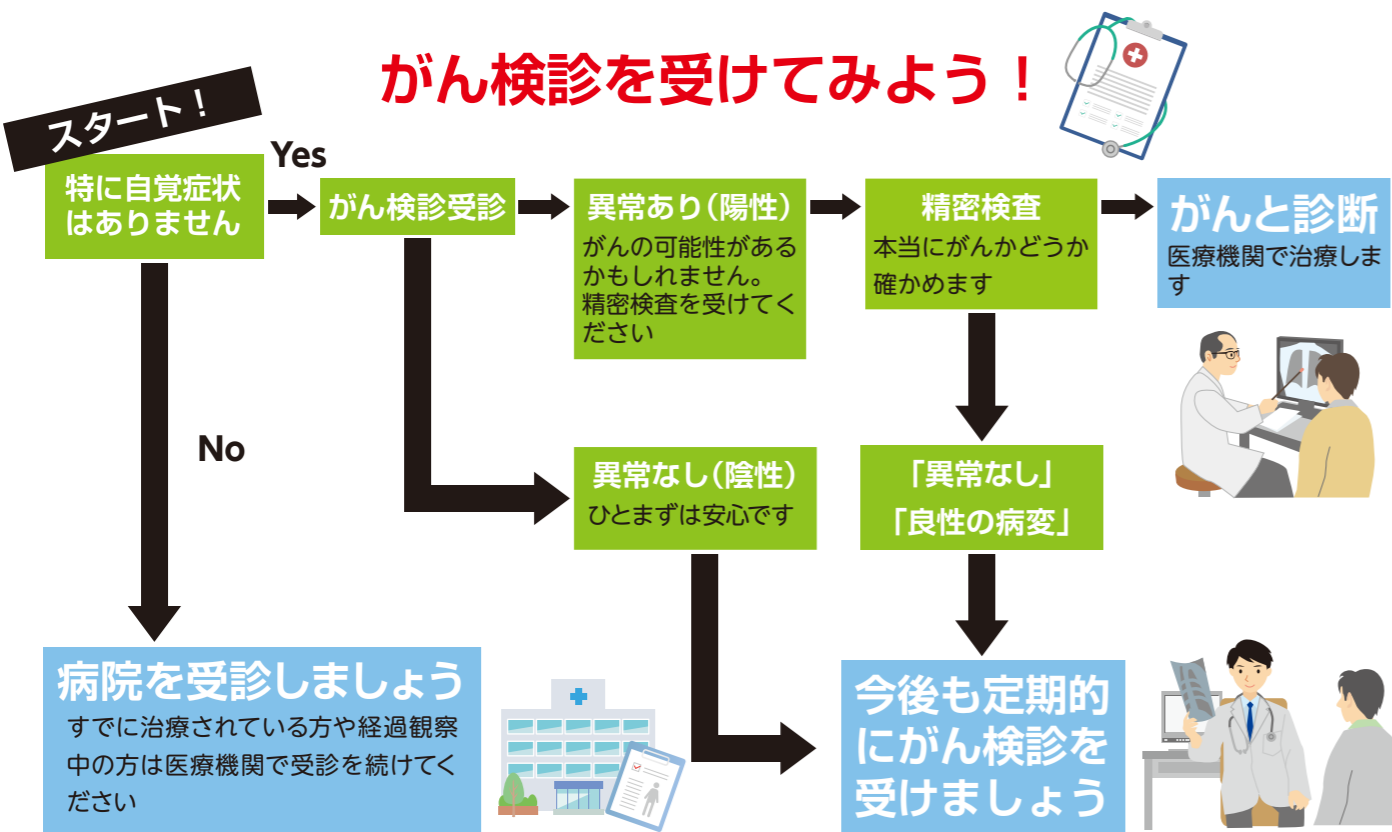 がん検診を受けてみよう！
スタート！
特に自覚症状
はありません
Yes
がん検診受診
異常あり（陽性）
がんの可能性がある
かもしれません。
精密検査を受けてく
ださい
精密検査
本当にがんかどうか
確かめます
がんと診断
医療機関で治療しま
す
No
異常なし（陰性）
ひとまずは安心です
「異常なし」
「良性の病変」
病院を受診しましょう
すでに治療されている方や経過観察
中の方は医療機関で受診を続けてく
ださい
今後も定期的
にがん検診を
受けましょう